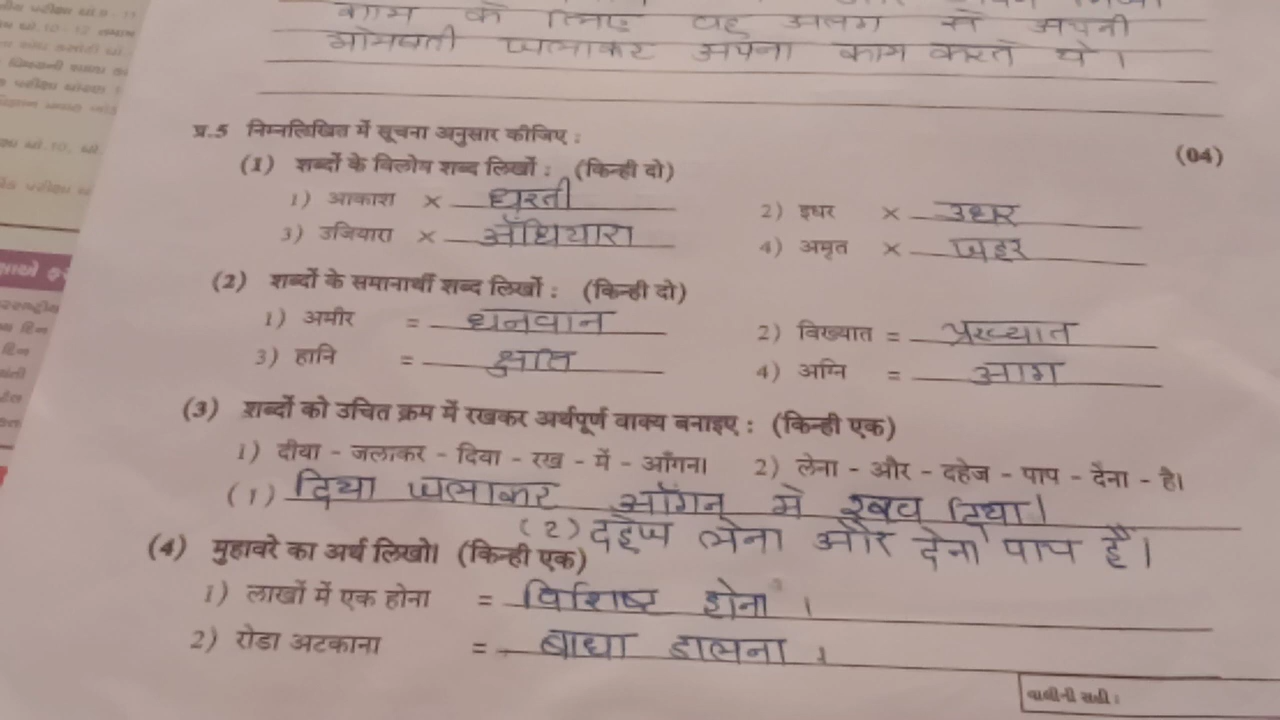 काम के लिए वह अलग से अपनी
मोमबत्ती जलाकर अपना काम करते थे।
प्र.5 निम्नलिखित में सूचना अनुसार कीजिए : (04)
(1) शब्दों के विलोम शब्द लिखों : (किन्ही दो)
1) आकाश × धरती 2) इधर × उधर
3) उजियारा × अँधियारा 4) अमृत × जहर
(2) शब्दों के समानार्थी शब्द लिखों : (किन्ही दो)
1) अमीर = धनवान 2) विख्यात = प्रख्यात
3) हानि = क्षति 4) अग्नि = आग
(3) शब्दों को उचित क्रम में रखकर अर्थपूर्ण वाक्य बनाइए : (किन्ही एक)
1) दीया - जलाकर - दिया - रख - में - आँगन। 2) लेना - और - दहेज - पाप - देना - है।
(1) दिया जलाकर आँगन मे रख दिया।
(2) दहेज लेना और देना पाप है।
(4) मुहावरे का अर्थ लिखो। (किन्ही एक)
1) लाखों में एक होना = विशिष्ट होना।
2) रोडा अटकाना = बाधा डालना।
વાલીની સહી :